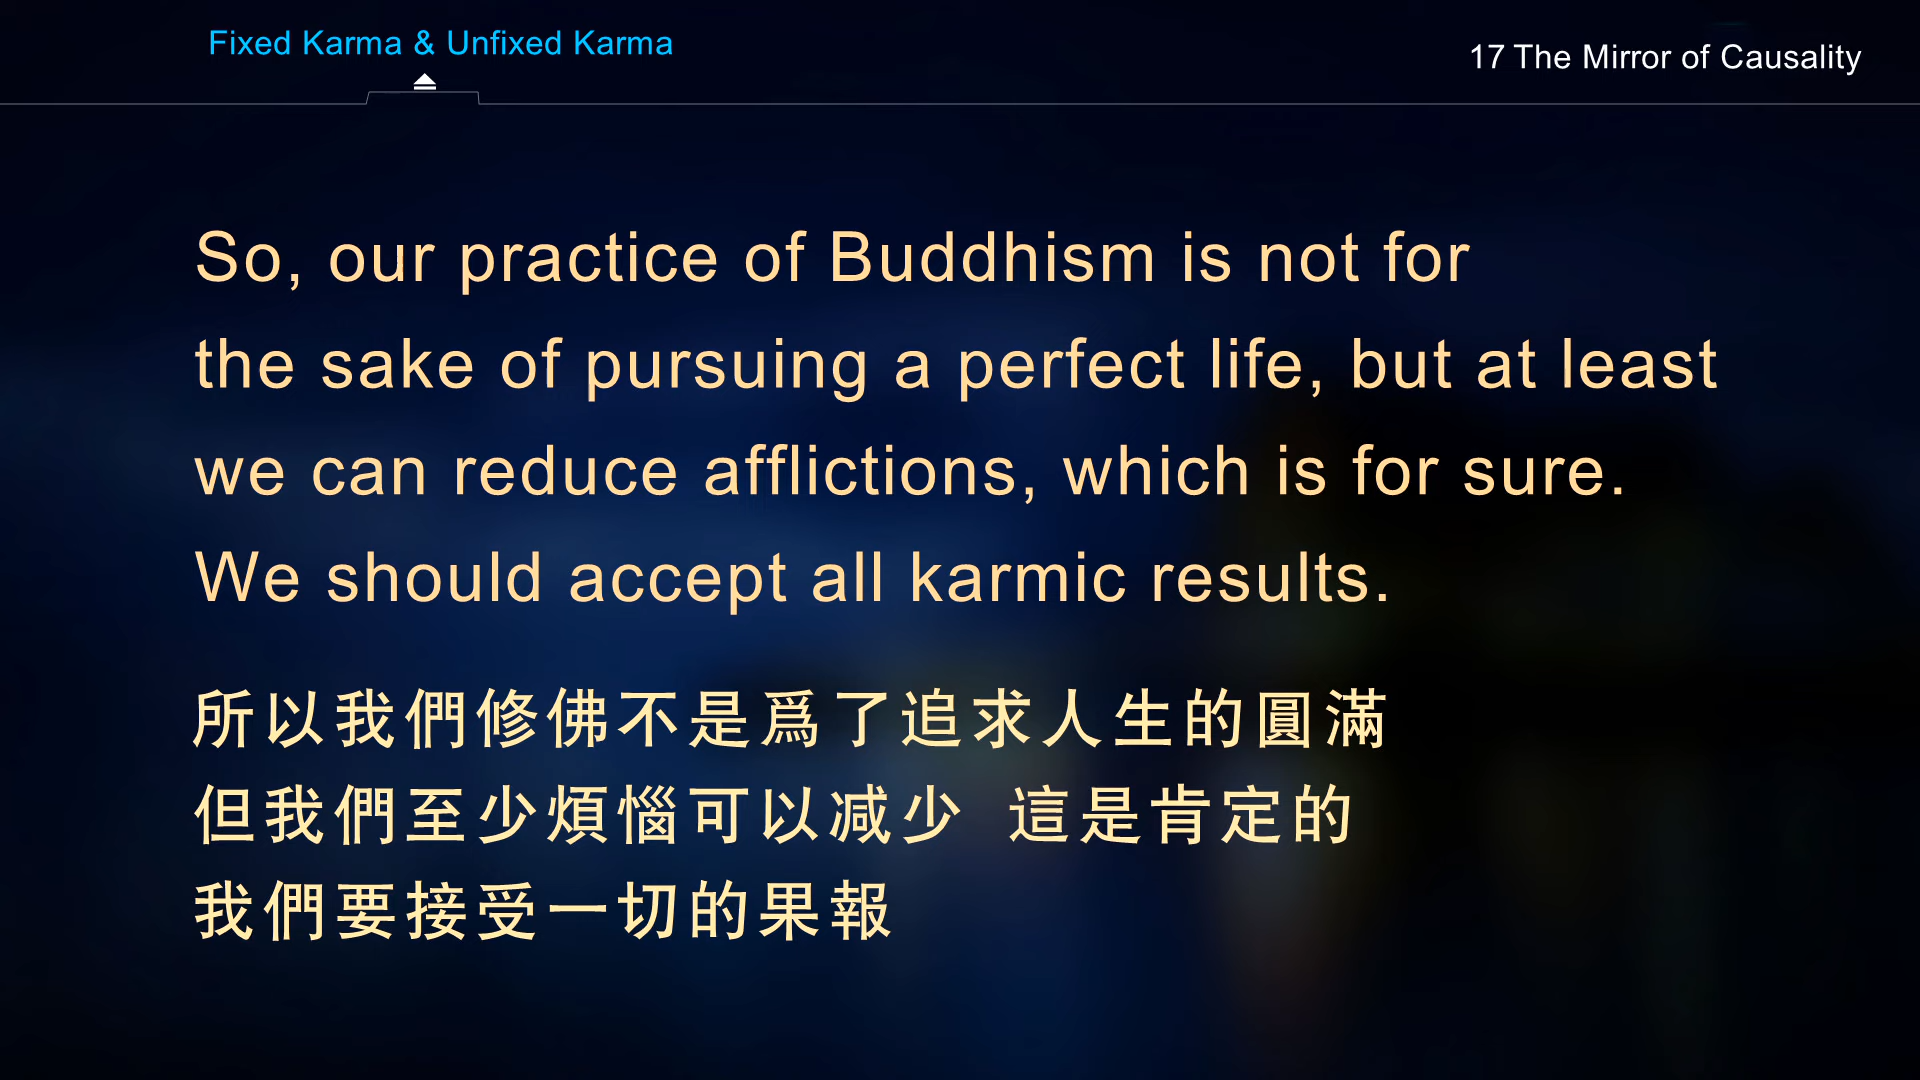 Fixed Karma & Unfixed Karma
17 The Mirror of Causality
So, our practice of Buddhism is not for
the sake of pursuing a perfect life, but at least
we can reduce afflictions, which is for sure.
We should accept all karmic results.
所以我們修佛不是爲了追求人生的圓滿
但我們至少煩惱可以减少 這是肯定的
我們要接受一切的果報